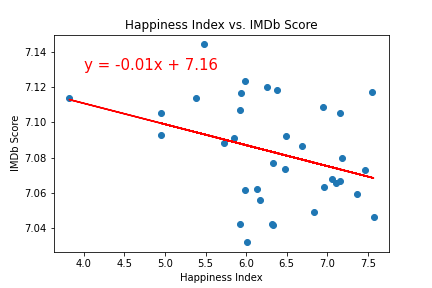 Happiness Index vs. IMDb Score
y = -0.01x + 7.16
IMDb Score
7.14
7.12
7.10
7.08
7.06
7.04
4.0 4.5 5.0 5.5 6.0 6.5 7.0 7.5
Happiness Index